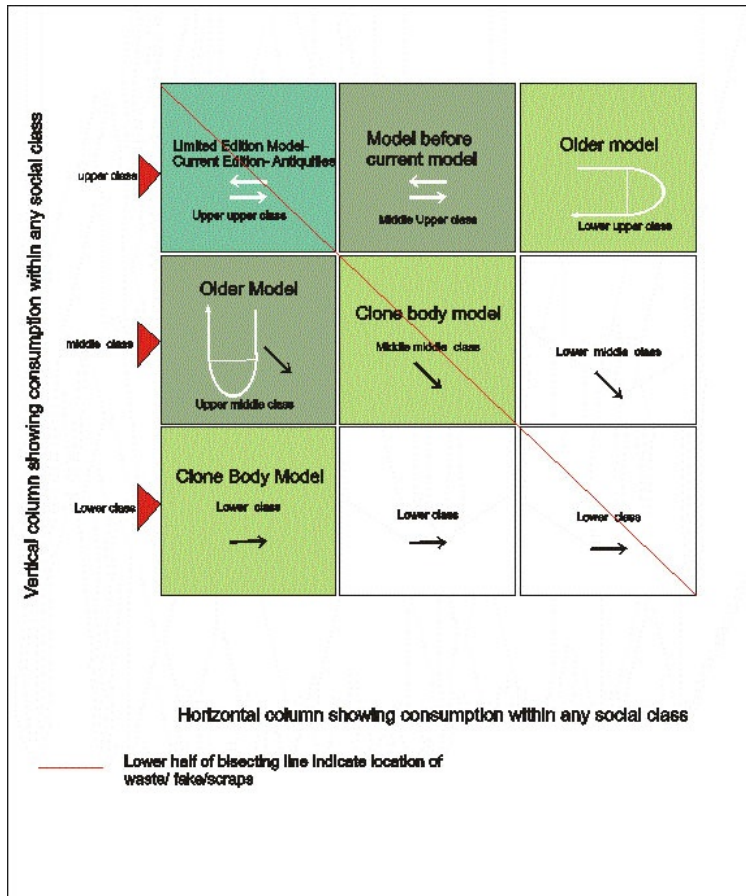 Vertical column showing consumption within any social class
upper class
Limited Edition Model-
Current Edition- Antiquities
Upper upper class
Model before
current model
Middle Upper class
Older model
Lower upper class
middle class
Older Model
Upper middle class
Clone body model
Middle middle class
Lower middle class
Lower class
Clone Body Model
Lower class
Lower class
Lower class
Horizontal column showing consumption within any social class
Lower half of bisecting line indicate location of
waste/ fake/scraps